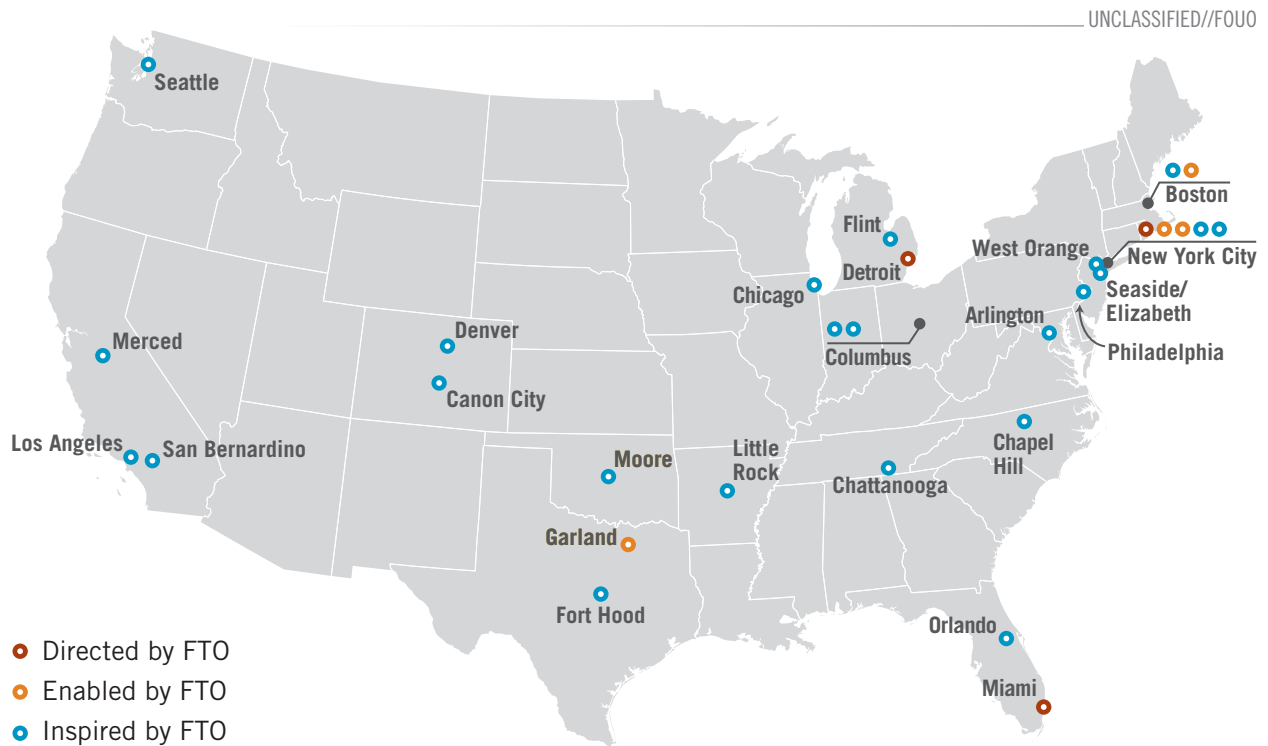 UNCLASSIFIED//FOUO
Seattle
Boston
Flint
West Orange
New York City
Detroit
Chicago
Seaside/
Elizabeth
Arlington
Merced
Denver
Columbus
Philadelphia
Canon City
Los Angeles
San Bernardino
Moore
Little
Rock
Chapel
Hill
Chattanooga
Garland
Fort Hood
Orlando
Directed by FTO
Miami
Enabled by FTO
Inspired by FTO